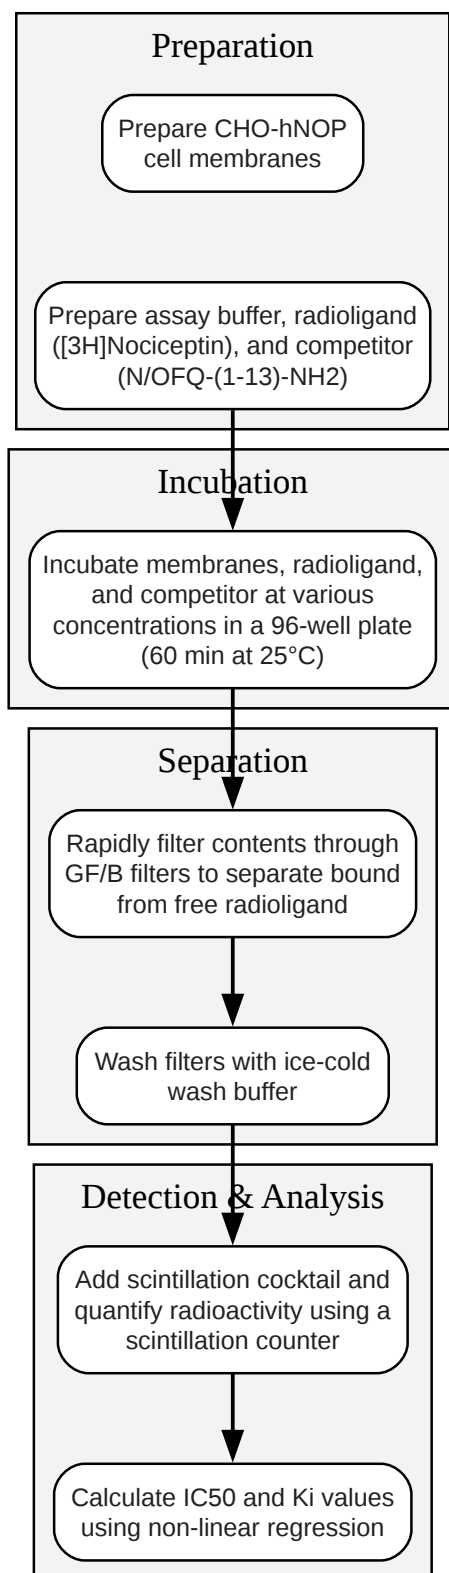 Preparation
Prepare CHO-hNOP
cell membranes
Prepare assay buffer, radioligand
([3H]Nociceptin), and competitor
(N/OFQ-(1-13)-NH2)
Incubation
Incubate membranes, radioligand,
and competitor at various
concentrations in a 96-well plate
(60 min at 25°C)
Separation
Rapidly filter contents through
GF/B filters to separate bound
from free radioligand
Wash filters with ice-cold
wash buffer
Detection & Analysis
Add scintillation cocktail and
quantify radioactivity using a
scintillation counter
Calculate IC50 and Ki values
using non-linear regression